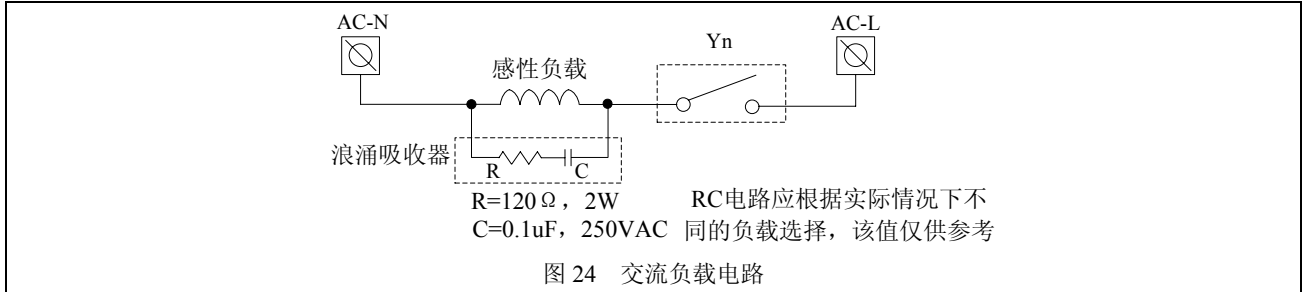 AC-N
AC-L
Yn
感性负载
浪涌吸收器
R
C
R=120Ω，2W
C=0.1uF，250VAC
RC电路应根据实际情况下不
同的负载选择，该值仅供参考
图 24 交流负载电路